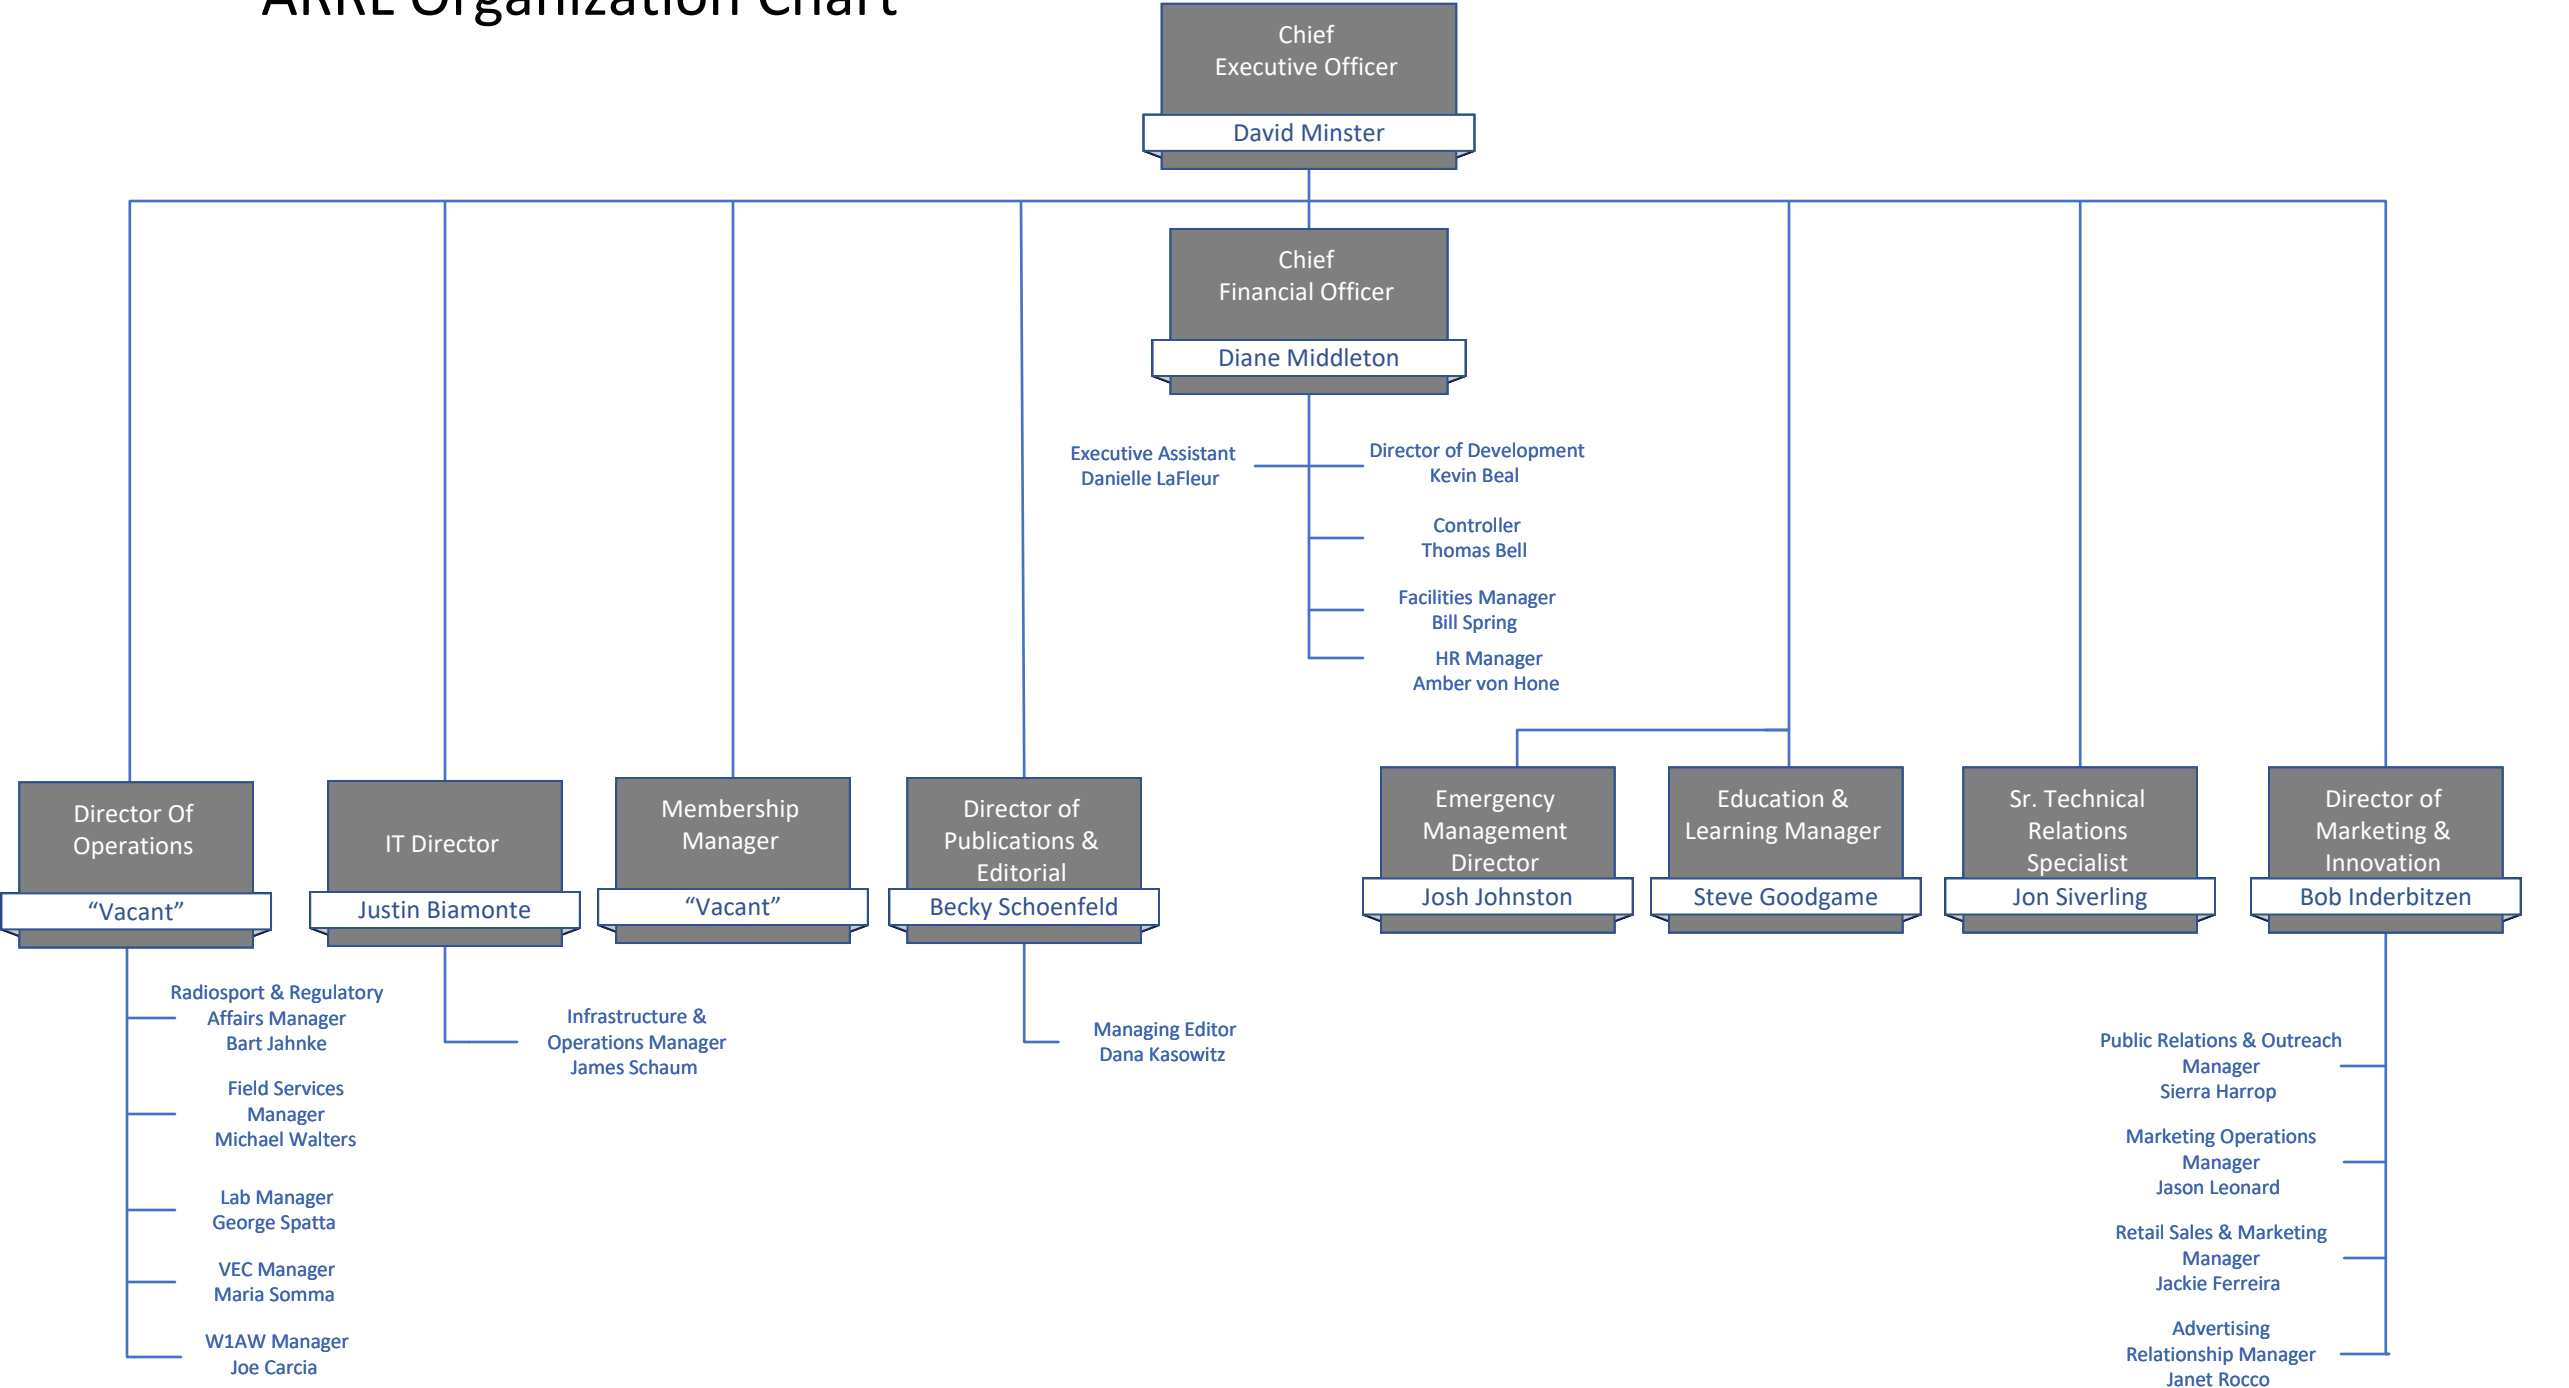 ARRL Organization Chart
Chief
Executive Officer
David Minster
Chief
Financial Officer
Diane Middleton
Executive Assistant
Danielle LaFleur
Director of Development
Kevin Beal
Controller
Thomas Bell
Facilities Manager
Bill Spring
HR Manager
Amber von Hone
Director Of
Operations
“Vacant”
IT Director
Justin Biamonte
Membership
Manager
“Vacant”
Director of
Publications &
Editorial
Becky Schoenfeld
Emergency
Management
Director
Josh Johnston
Education &
Learning Manager
Steve Goodgame
Sr. Technical
Relations
Specialist
Jon Siverling
Director of
Marketing &
Innovation
Bob Inderbitzen
Radiosport & Regulatory
Affairs Manager
Bart Jahnke
Field Services
Manager
Michael Walters
Lab Manager
George Spatta
VEC Manager
Maria Somma
W1AW Manager
Joe Carcia
Infrastructure &
Operations Manager
James Schaum
Managing Editor
Dana Kasowitz
Public Relations & Outreach
Manager
Sierra Harrop
Marketing Operations
Manager
Jason Leonard
Retail Sales & Marketing
Manager
Jackie Ferreira
Advertising
Relationship Manager
Janet Rocco